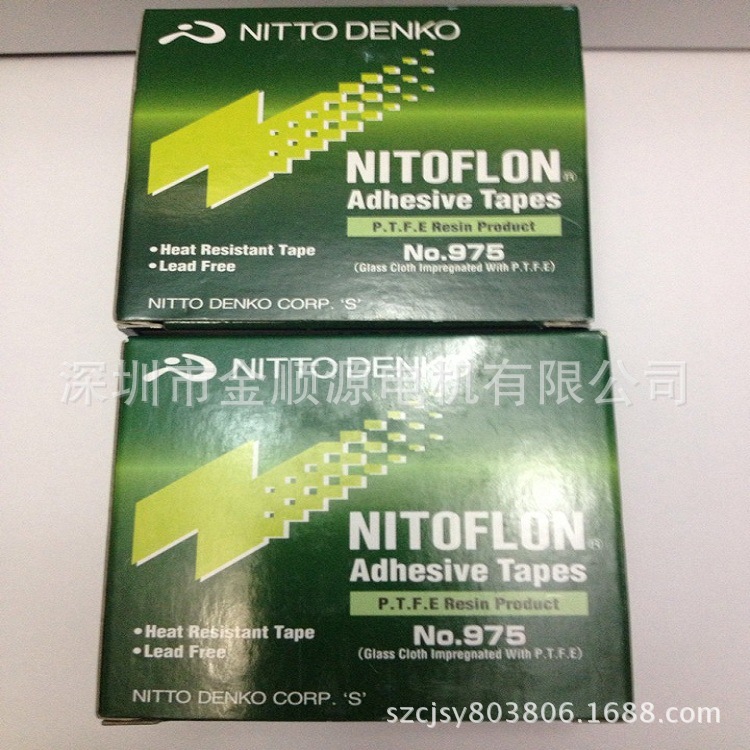 NITTO DENKO
NITOFLON®
Adhesive Tapes
P.T.F.E Resin Product
• Heat Resistant Tape
• Lead Free
No.975
(Glass Cloth Impregnated With P.T.F.E)
NITTO DENKO CORP. 'S'
NITTO DENKO
深圳市金顺源电机有限公司
NITOFLON®
Adhesive Tapes
P.T.F.E Resin Product
• Heat Resistant Tape
• Lead Free
No.975
(Glass Cloth Impregnated With P.T.F.E)
NITTO DENKO CORP. 'S'
szcjsy803806.1688.com